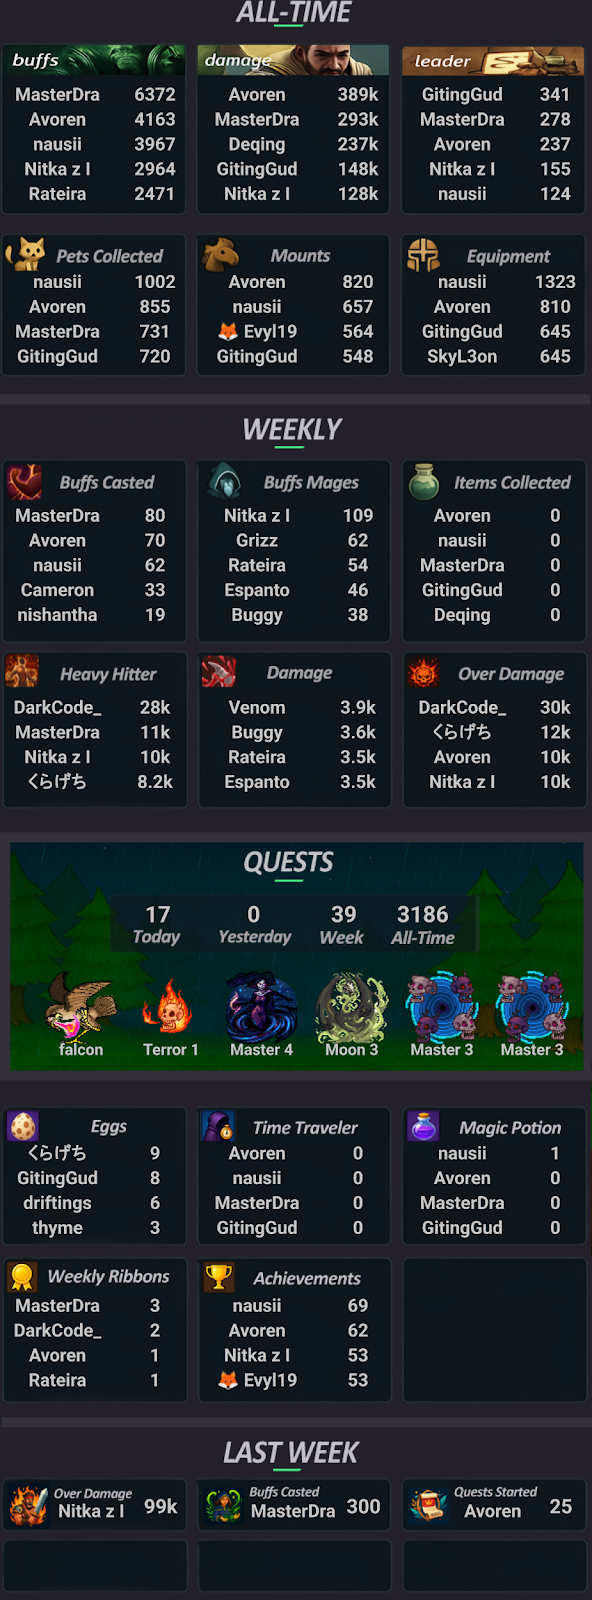 ALL-TIME
buffs
MasterDra 6372
Avoren 4163
nausii 3967
Nitka z l 2964
Rateira 2471
damage
Avoren 389k
MasterDra 293k
Deqing 237k
GitingGud 148k
Nitka z l 128k
leader
GitingGud 341
MasterDra 278
Avoren 237
Nitka z l 155
nausii 124
Pets Collected
nausii 1002
Avoren 855
MasterDra 731
GitingGud 720
Mounts
Avoren 820
nausii 657
🦊 Evyl19 564
GitingGud 548
Equipment
nausii 1323
Avoren 810
GitingGud 645
SkyL3on 645
WEEKLY
Buffs Casted
MasterDra 80
Avoren 70
nausii 62
Cameron 33
nishantha 19
Buffs Mages
Nitka z l 109
Grizz 62
Rateira 54
Espanto 46
Buggy 38
Items Collected
Avoren 0
nausii 0
MasterDra 0
GitingGud 0
Deqing 0
Heavy Hitter
DarkCode_ 28k
MasterDra 11k
Nitka z l 10k
くらげち 8.2k
Damage
Venom 3.9k
Buggy 3.6k
Rateira 3.5k
Espanto 3.5k
Over Damage
DarkCode_ 30k
くらげち 12k
Avoren 10k
Nitka z l 10k
QUESTS
17 0 39 3186
Today Yesterday Week All-Time
falcon Terror 1 Master 4 Moon 3 Master 3 Master 3
Eggs
くらげち 9
GitingGud 8
driftings 6
thyme 3
Time Traveler
Avoren 0
nausii 0
MasterDra 0
GitingGud 0
Magic Potion
nausii 1
Avoren 0
MasterDra 0
GitingGud 0
Weekly Ribbons
MasterDra 3
DarkCode_ 2
Avoren 1
Rateira 1
Achievements
nausii 69
Avoren 62
Nitka z l 53
🦊 Evyl19 53
LAST WEEK
Over Damage
Nitka z l 99k
Buffs Casted
MasterDra 300
Quests Started
Avoren 25